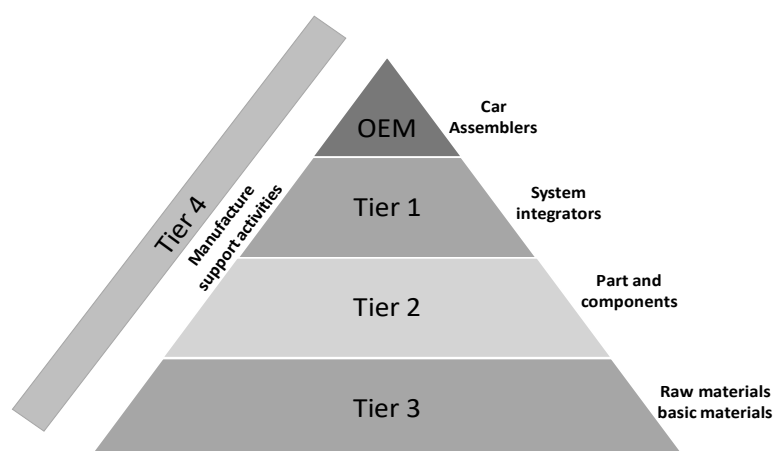 OEM
Car
Assemblers
Tier 1
System
integrators
Tier 4
Manufacture
support activities
Tier 2
Part and
components
Tier 3
Raw materials
basic materials